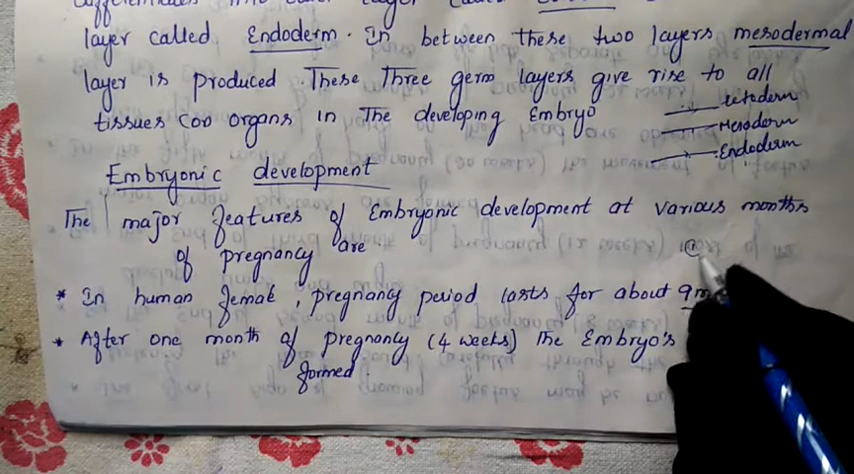 layer called Endoderm. In between these two layers mesodermal
layer is produced. These Three germ layers give rise to all
tissues (or) organs in The developing Embryo
Mesoderm
Endoderm
Embryonic development
The major features of Embryonic development at various months
of pregnancy are
* In human female, pregnancy period lasts for about 9m
* After one month of pregnancy (4 weeks) The Embryo's
formed.